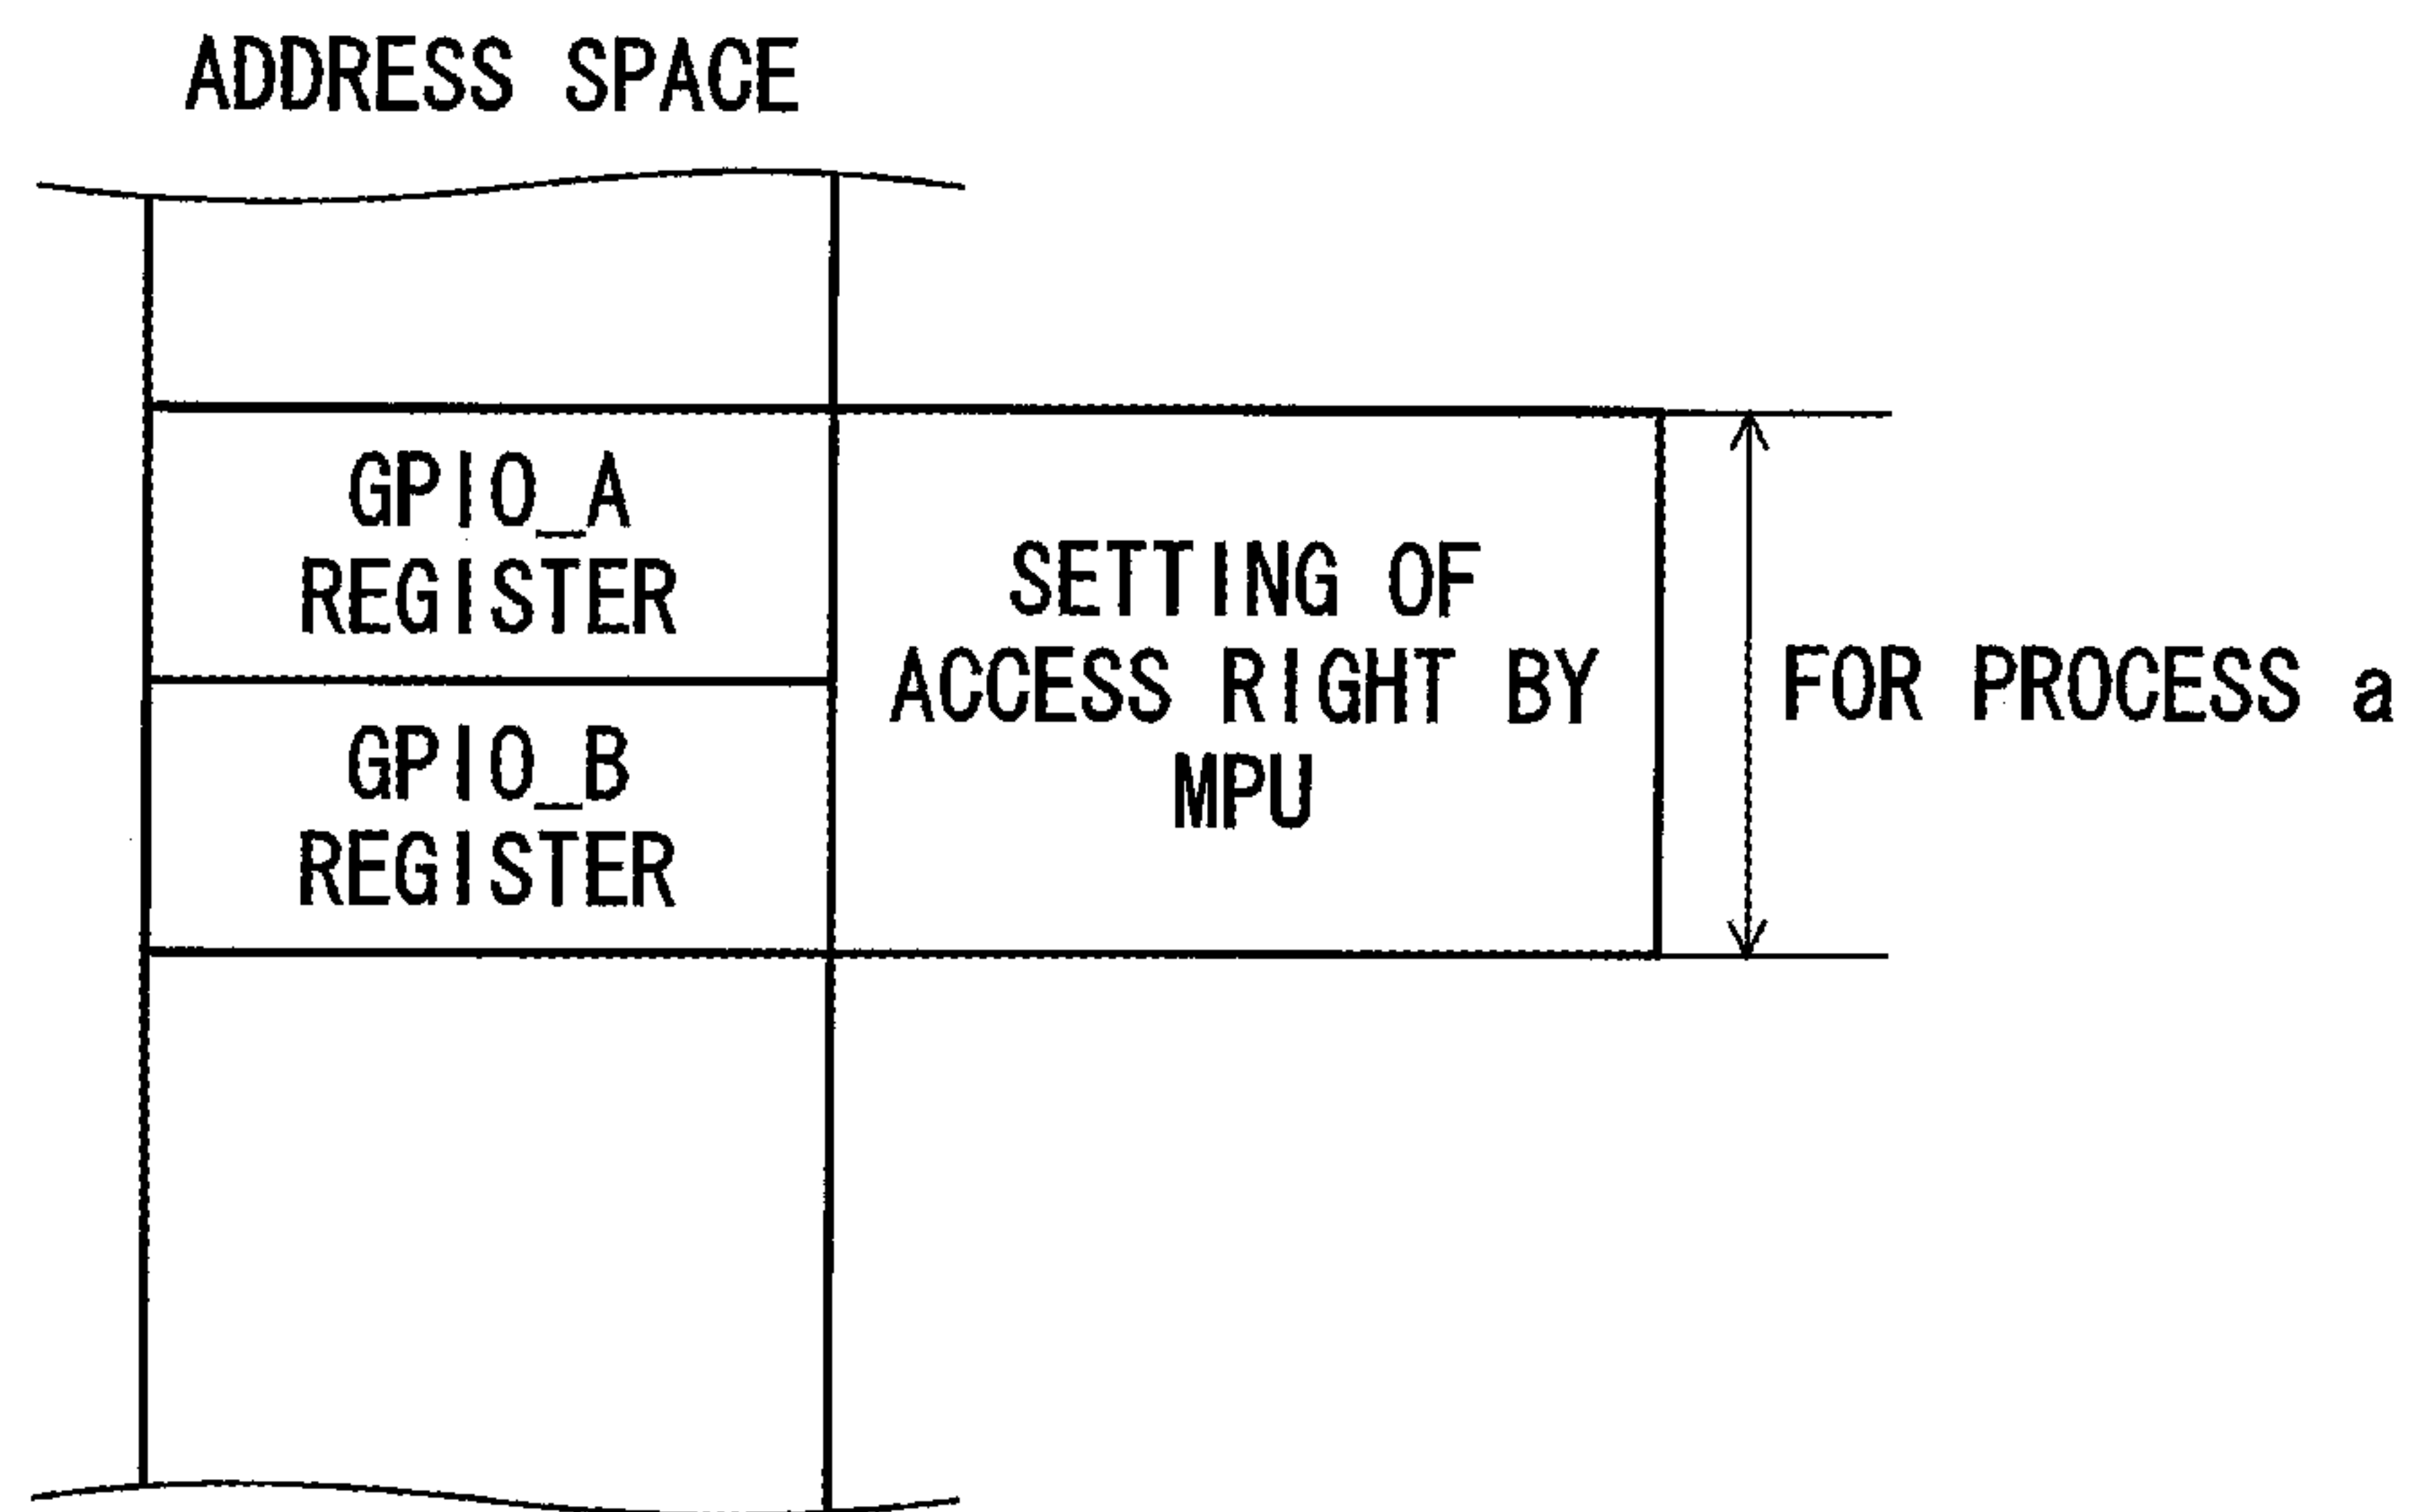 ADDRESS SPACE
GPIO_A
REGISTER
GPIO_B
REGISTER
SETTING OF
ACCESS RIGHT BY
MPU
FOR PROCESS a